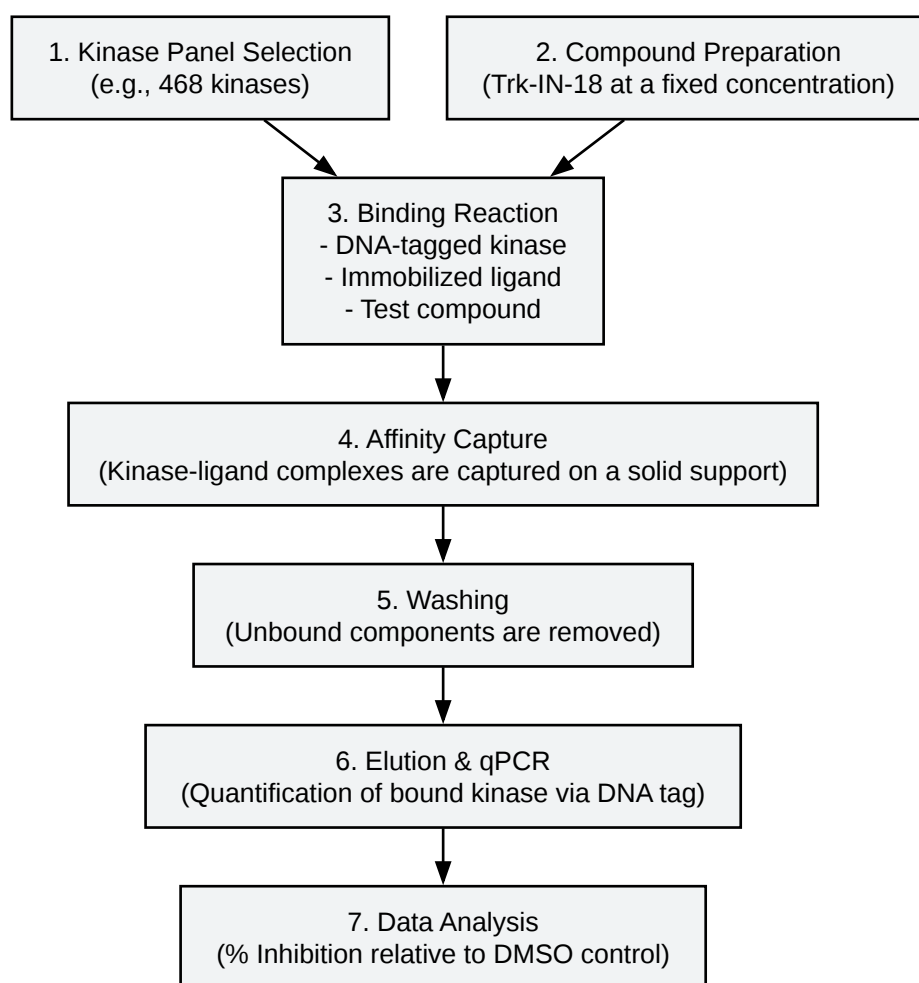 1. Kinase Panel Selection
(e.g., 468 kinases)
2. Compound Preparation
(Trk-IN-18 at a fixed concentration)
3. Binding Reaction
- DNA-tagged kinase
- Immobilized ligand
- Test compound
4. Affinity Capture
(Kinase-ligand complexes are captured on a solid support)
5. Washing
(Unbound components are removed)
6. Elution & qPCR
(Quantification of bound kinase via DNA tag)
7. Data Analysis
(% Inhibition relative to DMSO control)